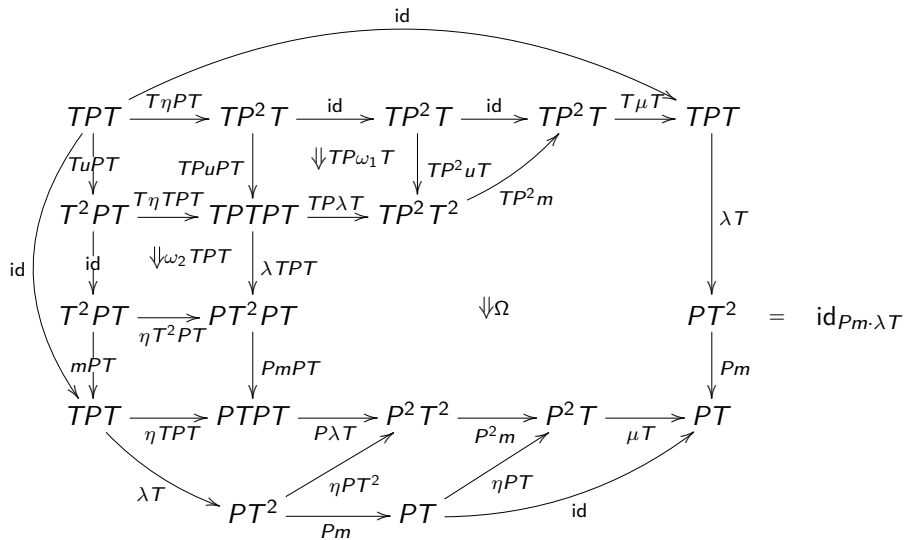 id
TPT TηPT TP²T id TP²T id TP²T TμT TPT
TuPT TPuPT ⇓TPω₁T TP²uT TP²m
T²PT TηTPT TPTPT TPλT TP²T² λT
id id ⇓ω₂TPT λTPT
T²PT ηT²PT PT²PT ⇓Ω PT² = id_{Pm·λT}
mPT PmPT Pm
TPT ηTPT PTPT PλT P²T² P²m P²T μT PT
λT ηPT² ηPT
PT² Pm PT id